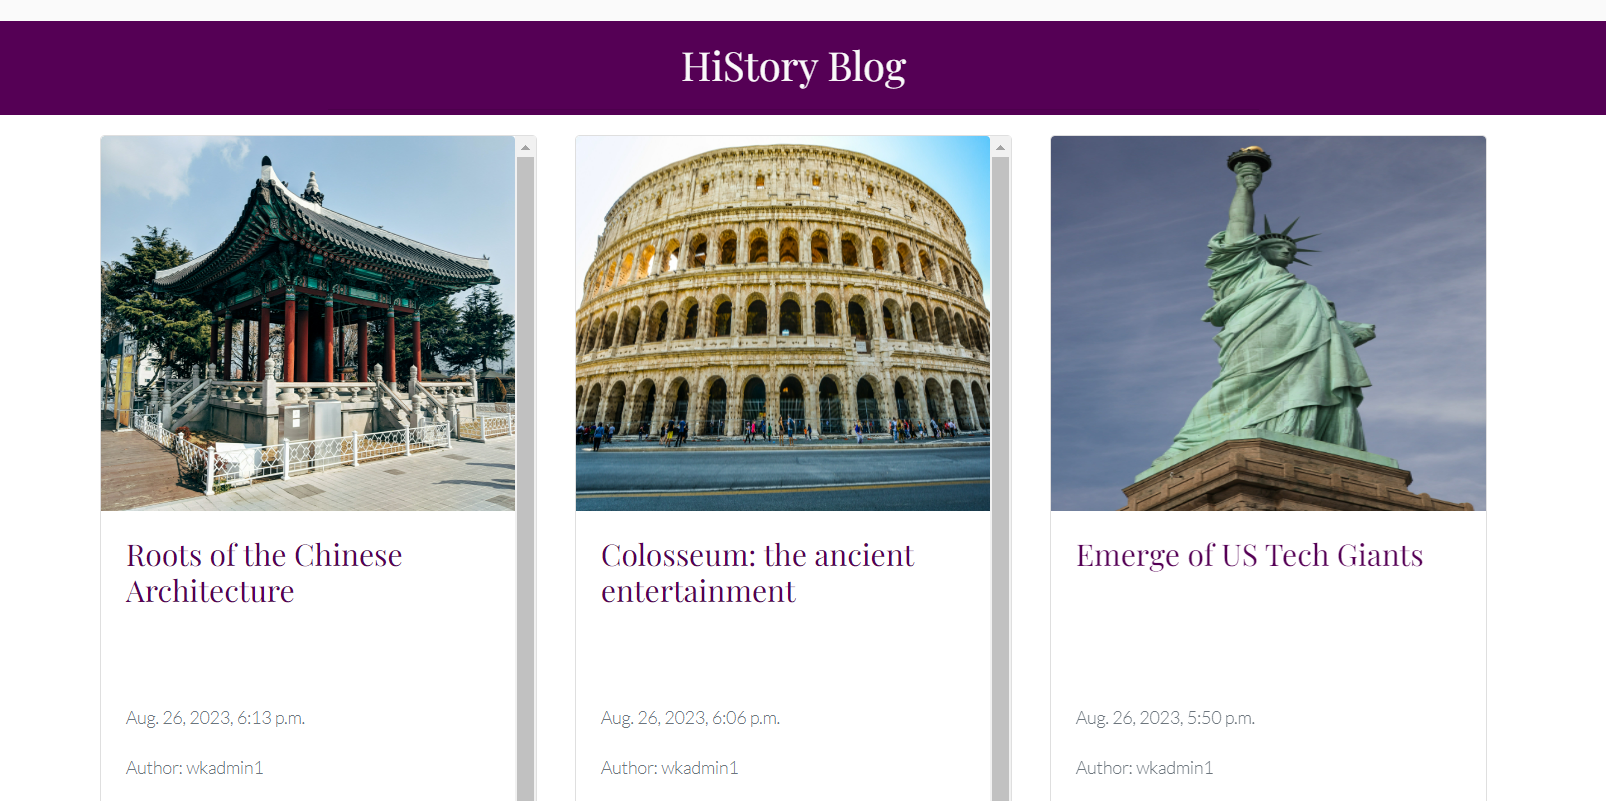 HiStory Blog
Roots of the Chinese
Architecture
Aug. 26, 2023, 6:13 p.m.
Author: wkadmin1
Colosseum: the ancient
entertainment
Aug. 26, 2023, 6:06 p.m.
Author: wkadmin1
Emerge of US Tech Giants
Aug. 26, 2023, 5:50 p.m.
Author: wkadmin1